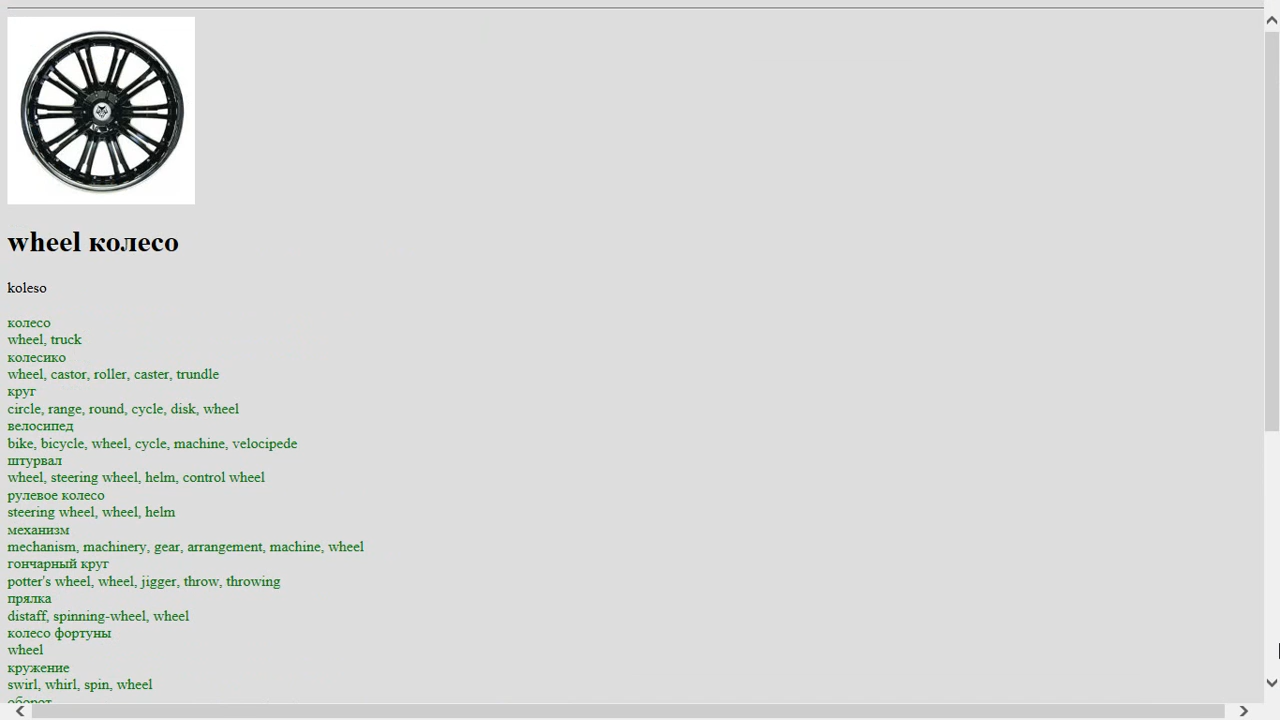 wheel колесо
koleso
колесо
wheel, truck
колесико
wheel, castor, roller, caster, trundle
круг
circle, range, round, cycle, disk, wheel
велосипед
bike, bicycle, wheel, cycle, machine, velocipede
штурвал
wheel, steering wheel, helm, control wheel
рулевое колесо
steering wheel, wheel, helm
механизм
mechanism, machinery, gear, arrangement, machine, wheel
гончарный круг
potter's wheel, wheel, jigger, throw, throwing
прялка
distaff, spinning-wheel, wheel
колесо фортуны
wheel
кружение
swirl, whirl, spin, wheel
оборот